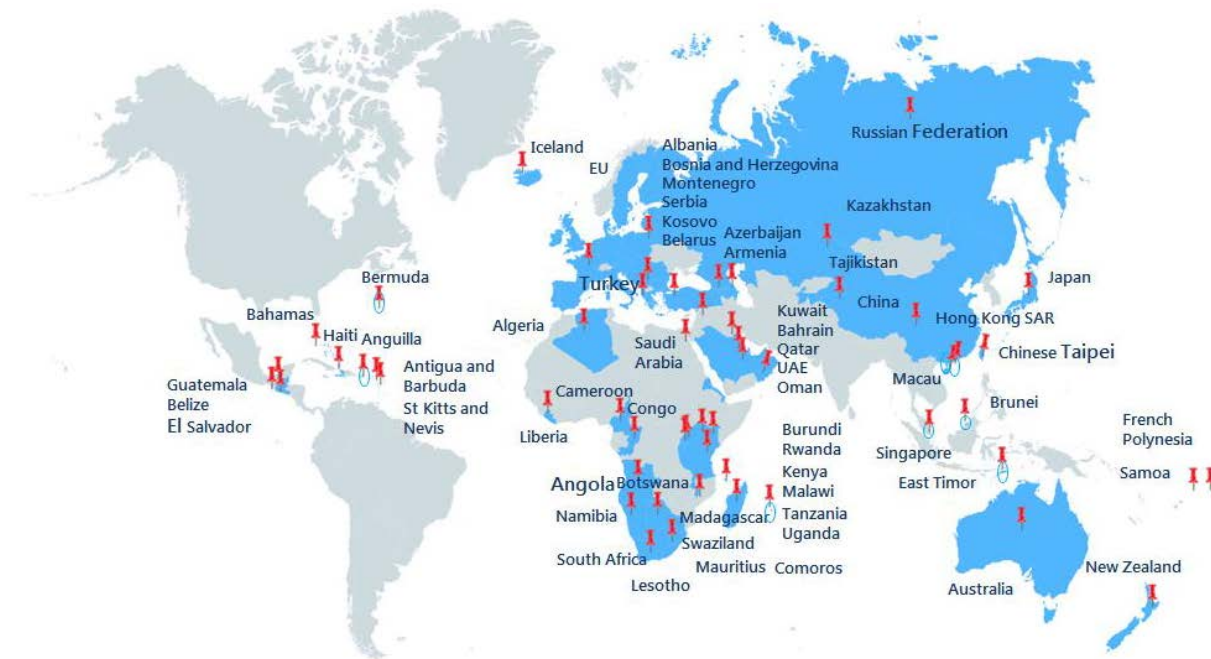 Iceland
EU
Albania
Bosnia and Herzegovina
Montenegro
Serbia
Kosovo
Belarus
Azerbaijan
Armenia
Russian Federation
Kazakhstan
Tajikistan
Turkey
China
Japan
Hong Kong SAR
Chinese Taipei
Macau
Bermuda
Bahamas
Haiti
Anguilla
Antigua and
Barbuda
St Kitts and
Nevis
Guatemala
Belize
El Salvador
Algeria
Saudi
Arabia
Kuwait
Bahrain
Qatar
UAE
Oman
Cameroon
Congo
Liberia
Angola
Botswana
Namibia
Madagascar
South Africa
Swaziland
Lesotho
Mauritius
Comoros
Burundi
Rwanda
Kenya
Malawi
Tanzania
Uganda
Brunei
Singapore
East Timor
French
Polynesia
Samoa
Australia
New Zealand